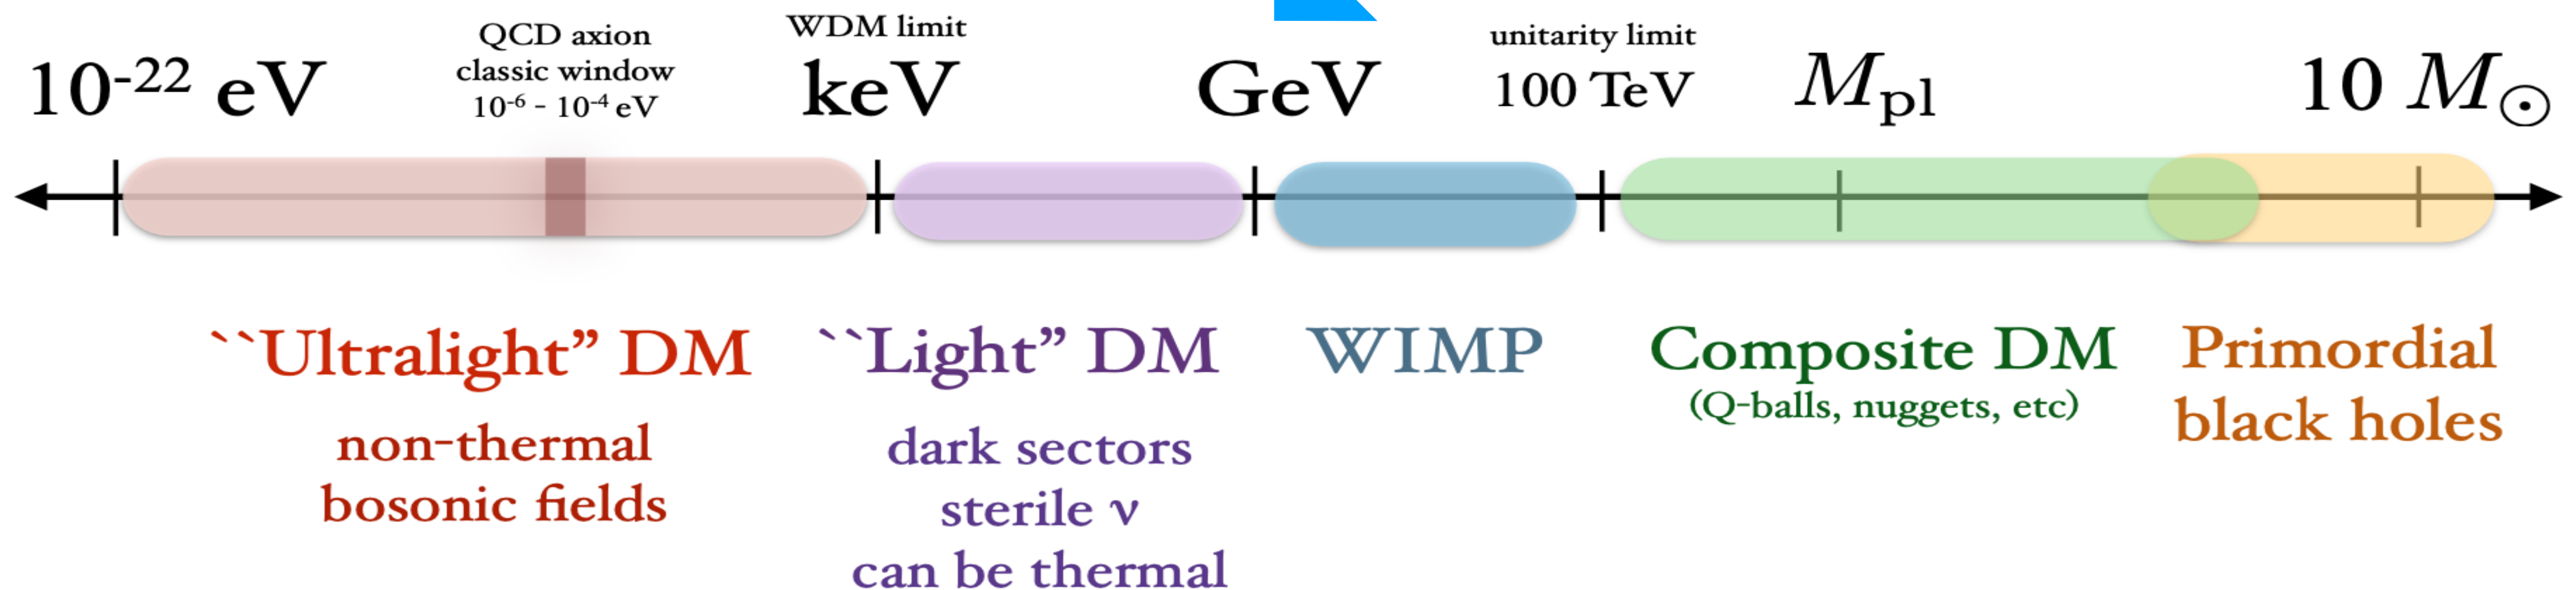 10⁻²² eV
QCD axion
classic window
10⁻⁶ - 10⁻⁴ eV
WDM limit
keV
GeV
unitarity limit
100 TeV
M_pl
10 M_⊙
``Ultralight” DM
non-thermal
bosonic fields
``Light” DM
dark sectors
sterile ν
can be thermal
WIMP
Composite DM
(Q-balls, nuggets, etc)
Primordial
black holes